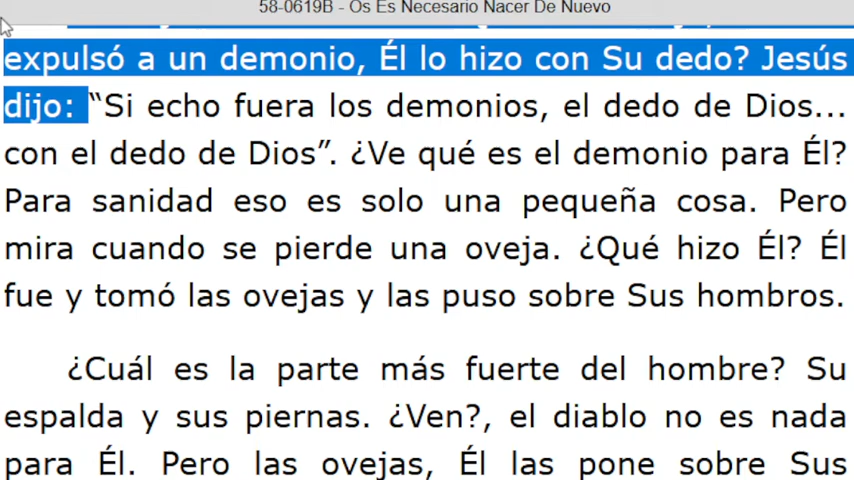 58-0619B - Os Es Necesario Nacer De Nuevo
expulsó a un demonio, Él lo hizo con Su dedo? Jesús
dijo: “Si echo fuera los demonios, el dedo de Dios...
con el dedo de Dios”. ¿Ve qué es el demonio para Él?
Para sanidad eso es solo una pequeña cosa. Pero
mira cuando se pierde una oveja. ¿Qué hizo Él? Él
fue y tomó las ovejas y las puso sobre Sus hombros.
¿Cuál es la parte más fuerte del hombre? Su
espalda y sus piernas. ¿Ven?, el diablo no es nada
para Él. Pero las ovejas, Él las pone sobre Sus